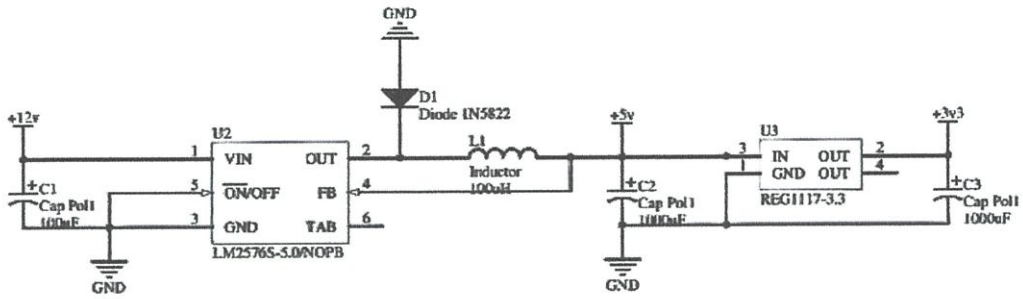 GND
D1
Diode 1N5822
+12v
U2
1
VIN
OUT
2
L1
Inductor
100uH
+5v
U3
3
IN
OUT
2
1
GND
OUT
4
REG1117-3.3
+3v3
C1
Cap Pol1
100uF
5
ON/OFF
FB
4
3
GND
TAB
6
LM2576S-5.0/NOPB
C2
Cap Pol1
1000uF
C3
Cap Pol1
1000uF
GND
GND